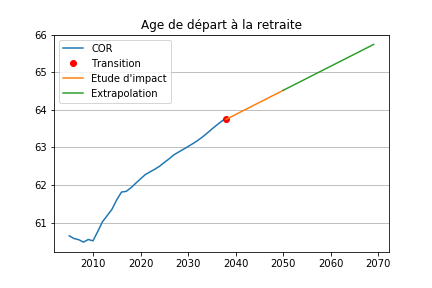 Age de départ à la retraite
COR
Transition
Etude d'impact
Extrapolation
66
65
64
63
62
61
2010 2020 2030 2040 2050 2060 2070